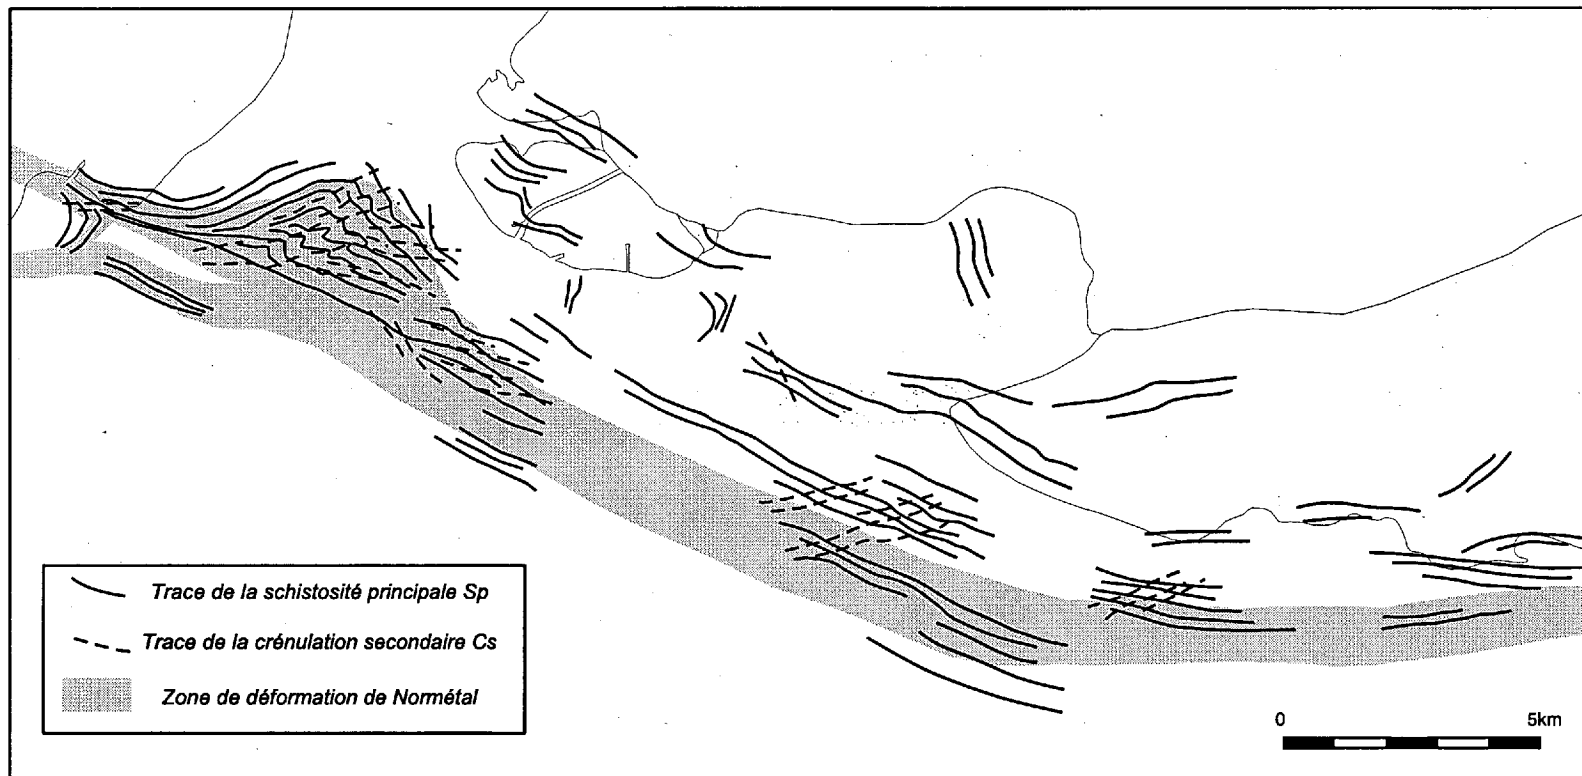 Trace de la schistosité principale Sp
Trace de la crénulation secondaire Cs
Zone de déformation de Normétal
0 5km